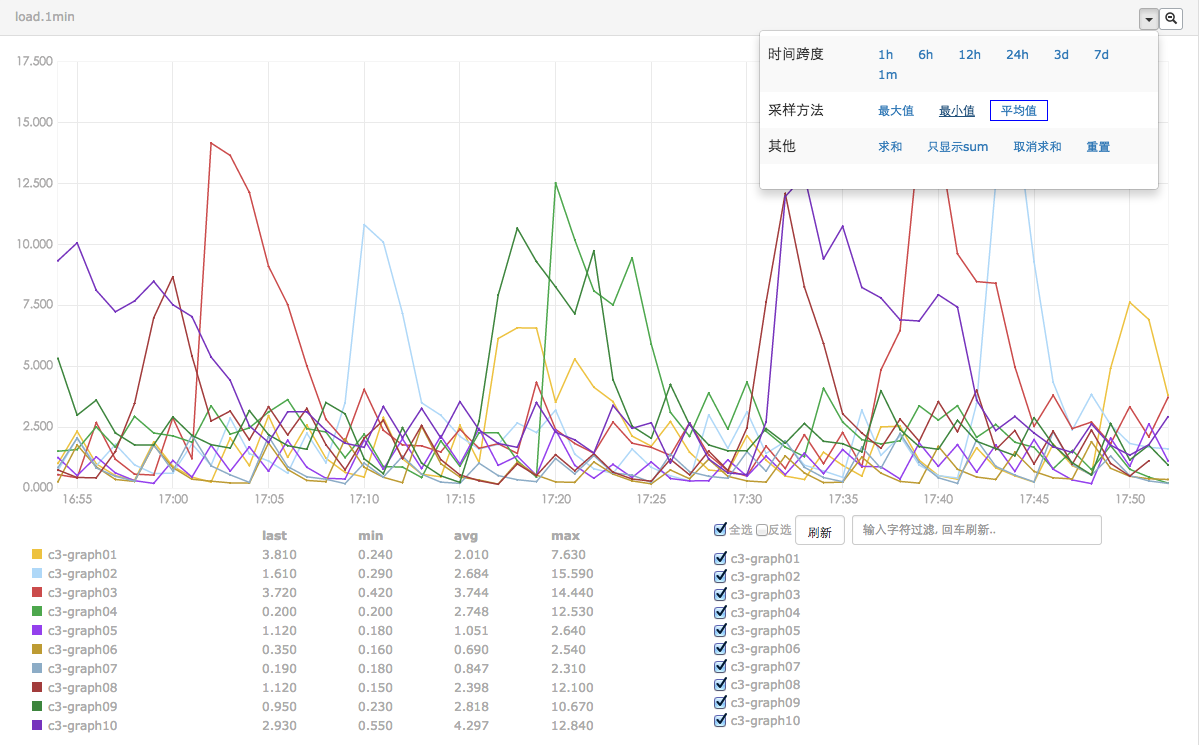 load.1min
时间跨度 1h 6h 12h 24h 3d 7d
1m
采样方法 最大值 最小值 平均值
其他 求和 只显示sum 取消求和 重置
17.500
15.000
12.500
10.000
7.500
5.000
2.500
0.000
16:55 17:00 17:05 17:10 17:15 17:20 17:25 17:30 17:35 17:40 17:45 17:50
last min avg max
c3-graph01 3.810 0.240 2.010 7.630
c3-graph02 1.610 0.290 2.684 15.590
c3-graph03 3.720 0.420 3.744 14.440
c3-graph04 0.200 0.200 2.748 12.530
c3-graph05 1.120 0.180 1.051 2.640
c3-graph06 0.350 0.160 0.690 2.540
c3-graph07 0.190 0.180 0.847 2.310
c3-graph08 1.120 0.150 2.398 12.100
c3-graph09 0.950 0.230 2.818 10.670
c3-graph10 2.930 0.550 4.297 12.840
全选 反选 刷新 输入字符过滤, 回车刷新..
c3-graph01
c3-graph02
c3-graph03
c3-graph04
c3-graph05
c3-graph06
c3-graph07
c3-graph08
c3-graph09
c3-graph10